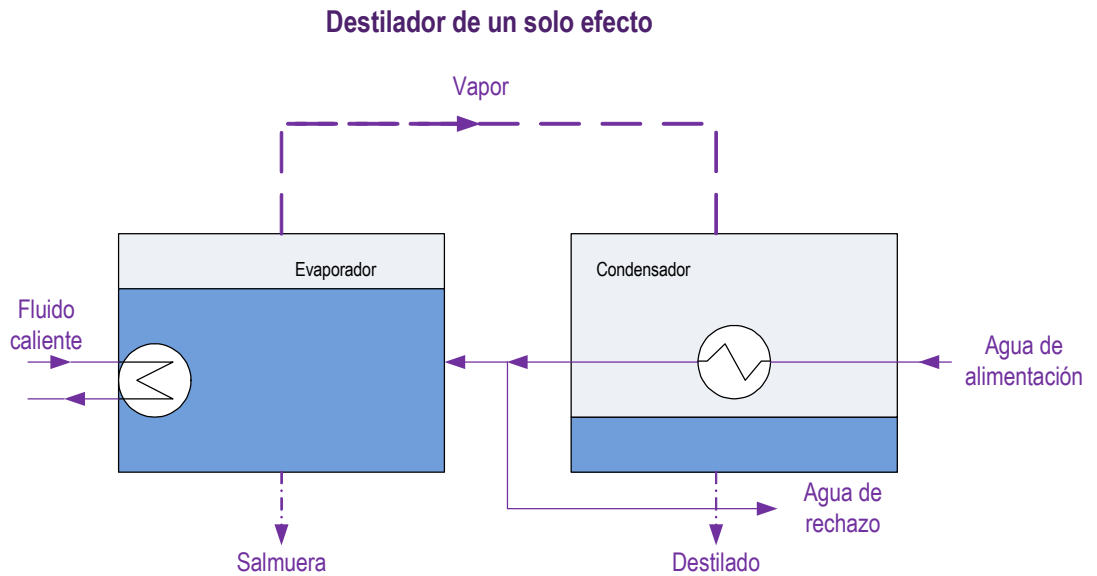 Destilador de un solo efecto
Vapor
Evaporador
Condensador
Fluido
caliente
Agua de
alimentación
Agua de
rechazo
Salmuera
Destilado